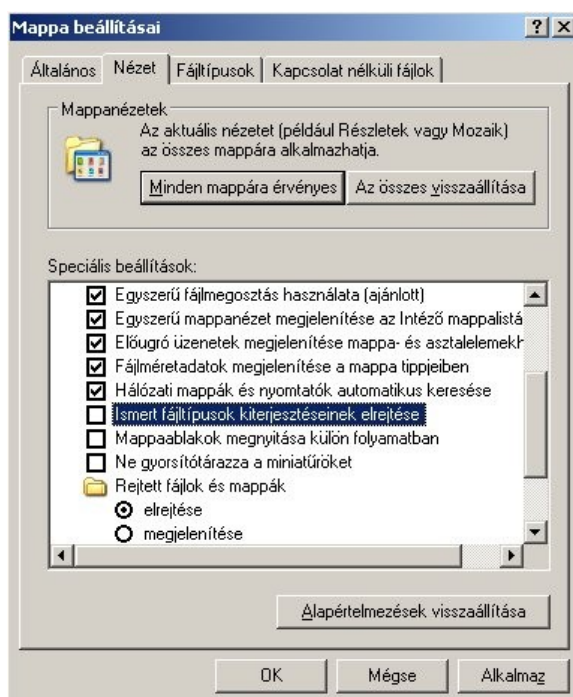 Mappa beállításai
Általános Nézet Fájltípusok Kapcsolat nélküli fájlok
Mappanézetek
Az aktuális nézetet (például Részletek vagy Mozaik)
az összes mappára alkalmazhatja.
Minden mappára érvényes Az összes visszaállítása
Speciális beállítások:
Egyszerű fájlmegosztás használata (ajánlott)
Egyszerű mappanézet megjelenítése az Intéző mappalistá
Előugró üzenetek megjelenítése mappa- és asztalelemekh
Fájlméretadatok megjelenítése a mappa tippjeiben
Hálózati mappák és nyomtatók automatikus keresése
Ismert fájltípusok kiterjesztéseinek elrejtése
Mappaablakok megnyitása külön folyamatban
Ne gyorsítótárazza a miniatűröket
Rejtett fájlok és mappák
elrejtése
megjelenítése
Alapértelmezések visszaállítása
OK Mégse Alkalmaz